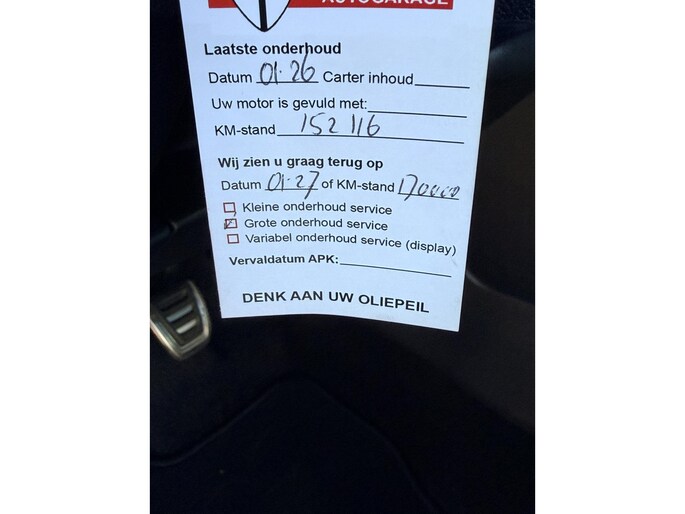 AUTOGARAGE
Laatste onderhoud
Datum 01-26 Carter inhoud
Uw motor is gevuld met:
KM-stand 152 116
Wij zien u graag terug op
Datum 01-27 of KM-stand 170000
Kleine onderhoud service
Grote onderhoud service
Variabel onderhoud service (display)
Vervaldatum APK:
DENK AAN UW OLIEPEIL